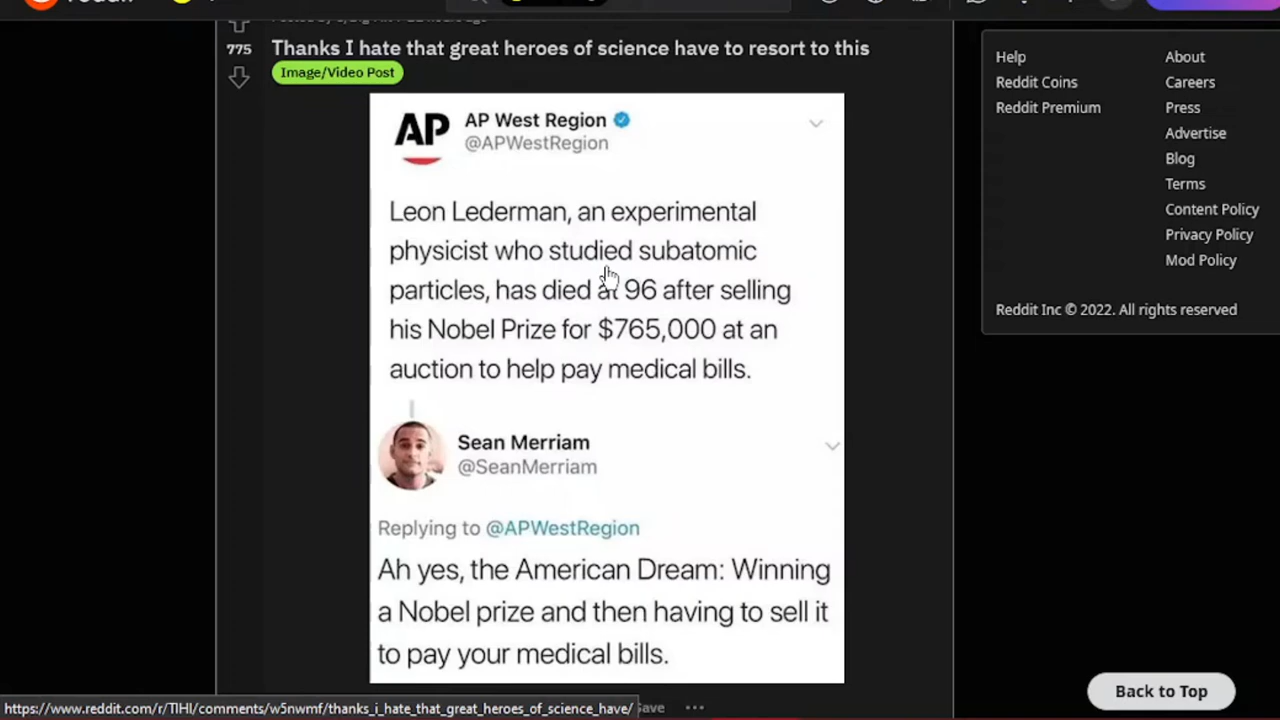 775
Thanks I hate that great heroes of science have to resort to this
Image/Video Post
AP
AP West Region
@APWestRegion
Leon Lederman, an experimental
physicist who studied subatomic
particles, has died at 96 after selling
his Nobel Prize for $765,000 at an
auction to help pay medical bills.
Sean Merriam
@SeanMerriam
Replying to @APWestRegion
Ah yes, the American Dream: Winning
a Nobel prize and then having to sell it
to pay your medical bills.
Help
About
Reddit Coins
Careers
Reddit Premium
Press
Advertise
Blog
Terms
Content Policy
Privacy Policy
Mod Policy
Reddit Inc © 2022. All rights reserved
Back to Top
https://www.reddit.com/r/TIHI/comments/w5nwmf/thanks_i_hate_that_great_heroes_of_science_have/